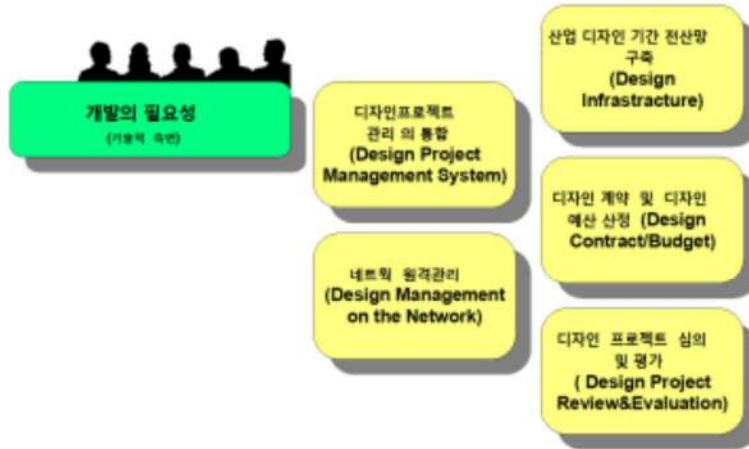 개발의 필요성
(기술적 측면)
디자인프로젝트
관리 의 통합
(Design Project
Management System)
네트웍 원격관리
(Design Management
on the Network)
산업 디자인 기간 전산망
구축
(Design
Infrastracture)
디자인 계약 및 디자인
예산 산정 (Design
Contract/Budget)
디자인 프로젝트 심의
및 평가
( Design Project
Review&Evaluation)